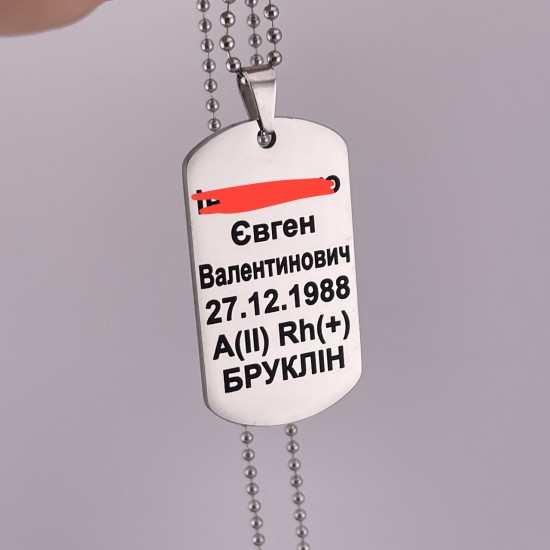 Євген
Валентинович
27.12.1988
A(II) Rh(+)
БРУКЛІН